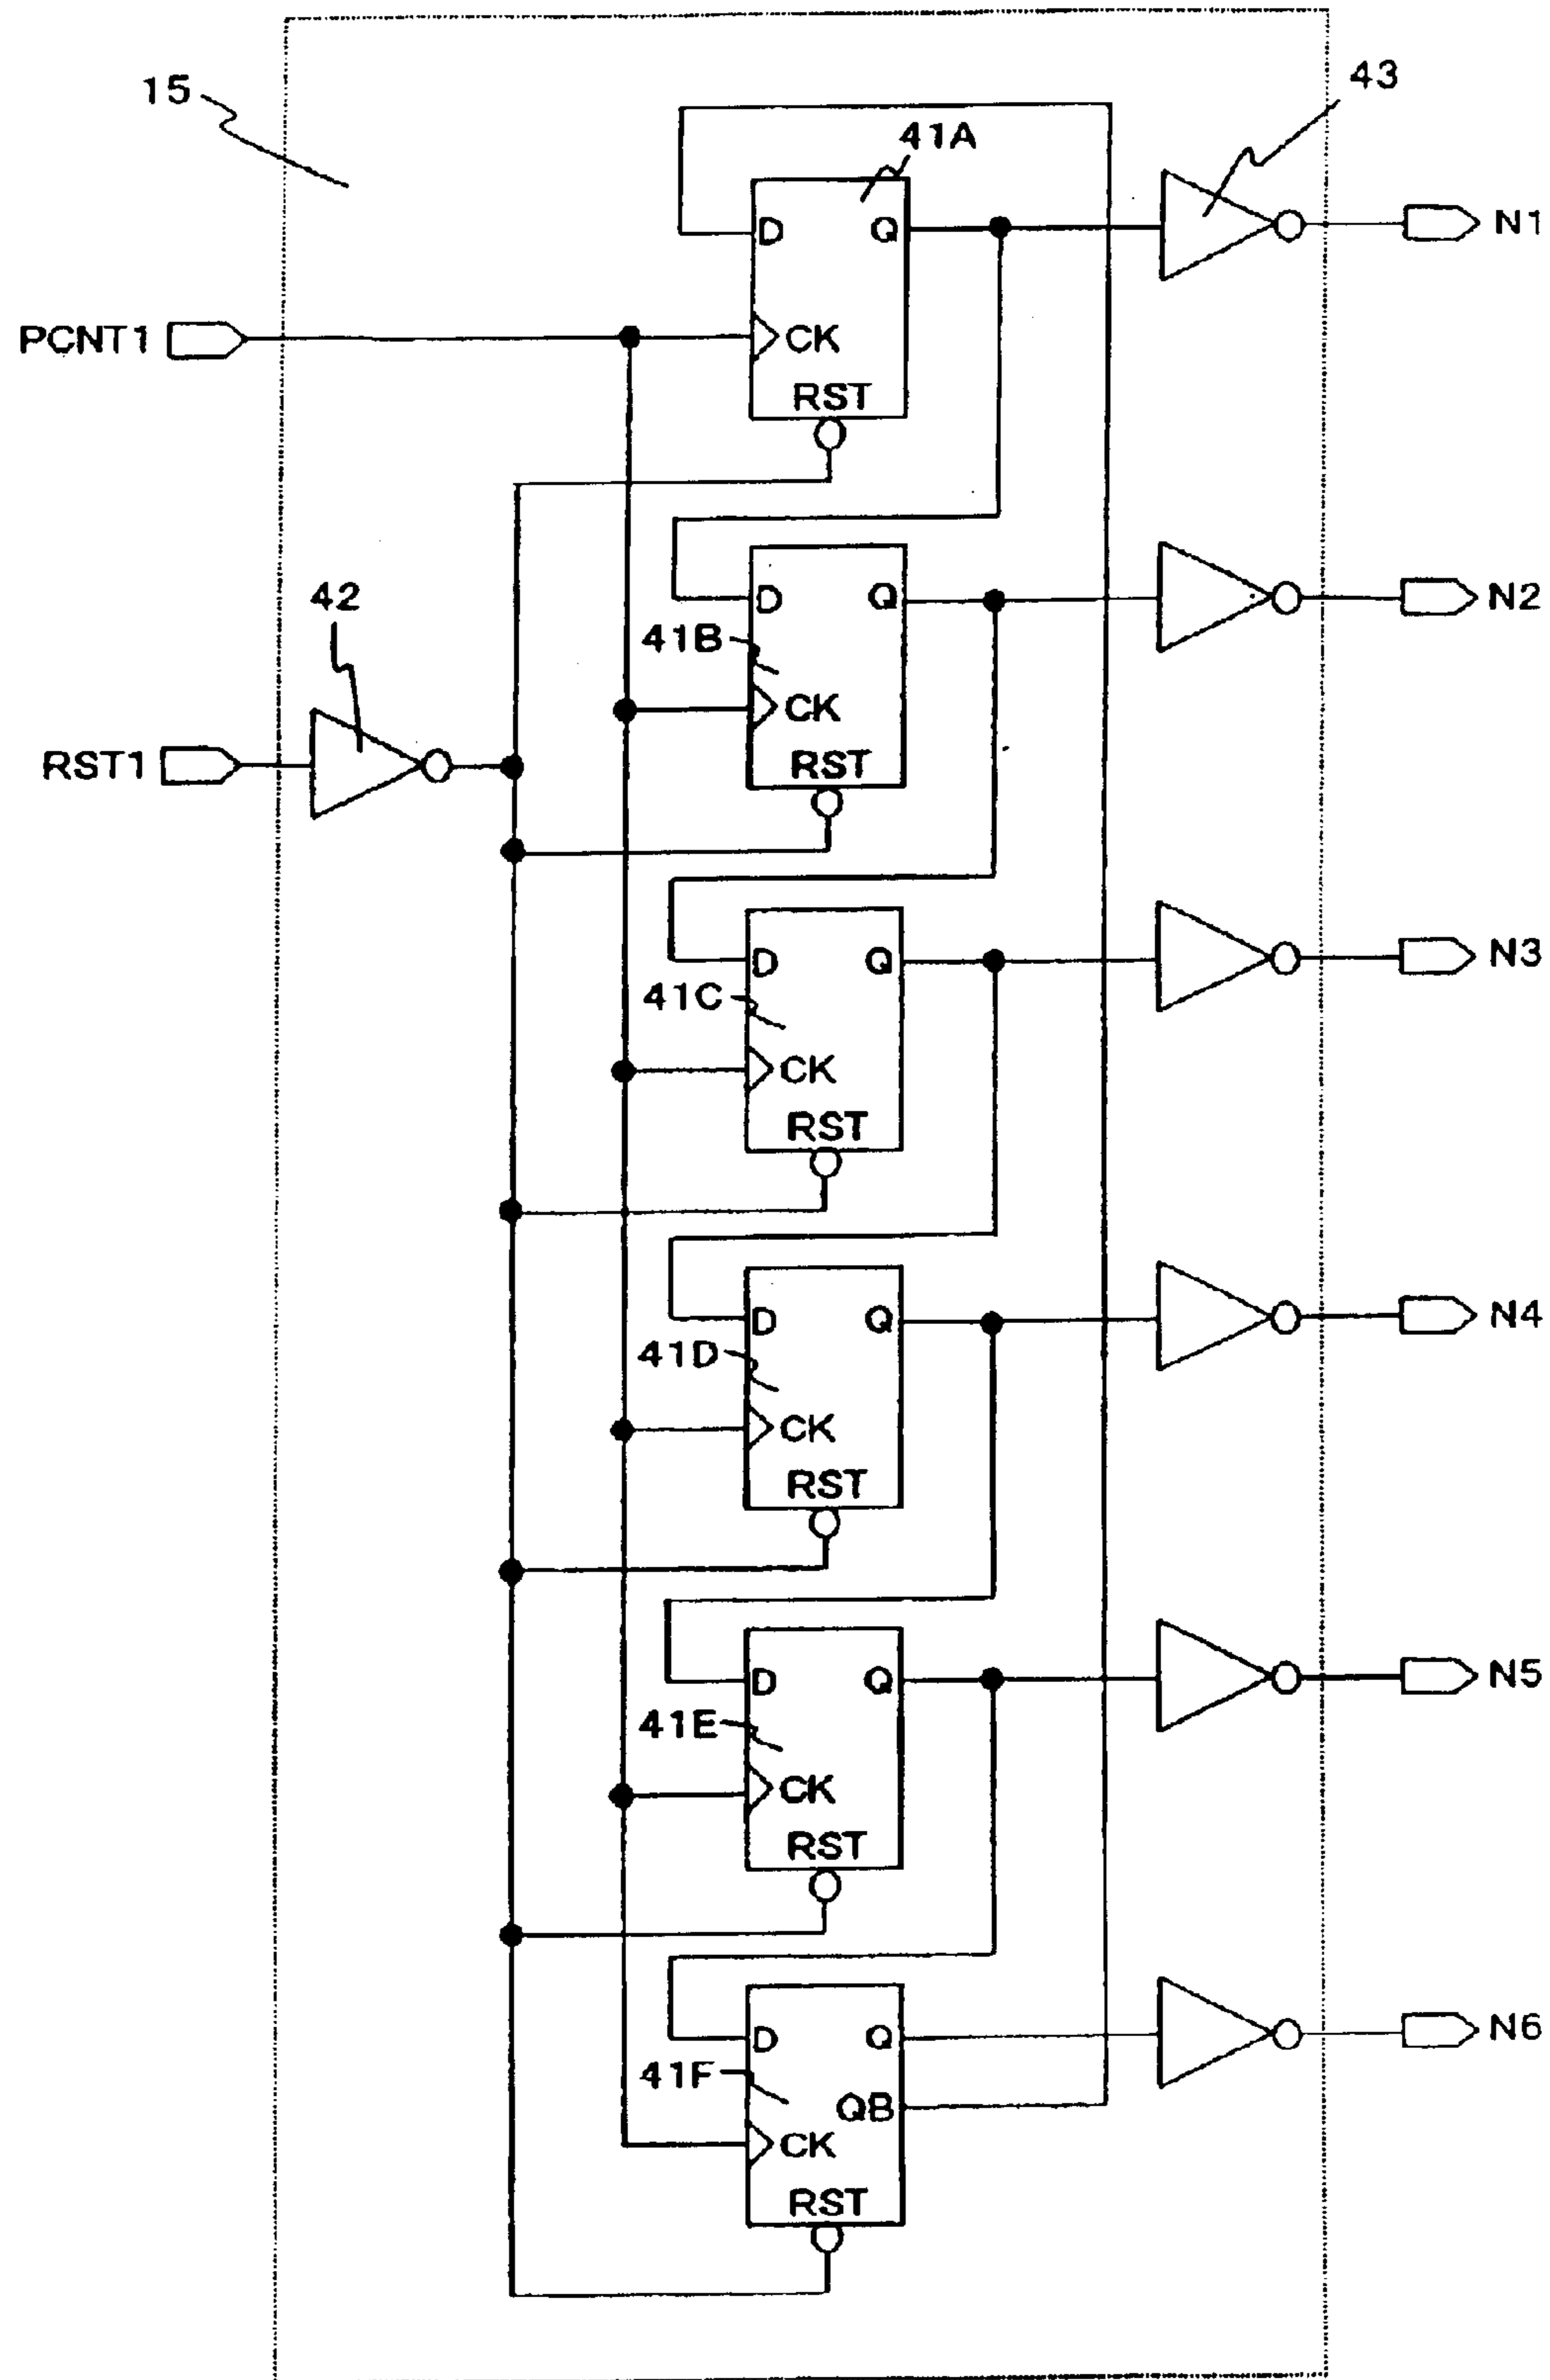 15
43
41A
D Q
N1
PCNT1
CK
RST
42
D Q
N2
41B
CK
RST1
RST
D Q
N3
41C
CK
RST
D Q
N4
41D
CK
RST
D Q
N5
41E
CK
RST
D Q
N6
41F
QB
CK
RST